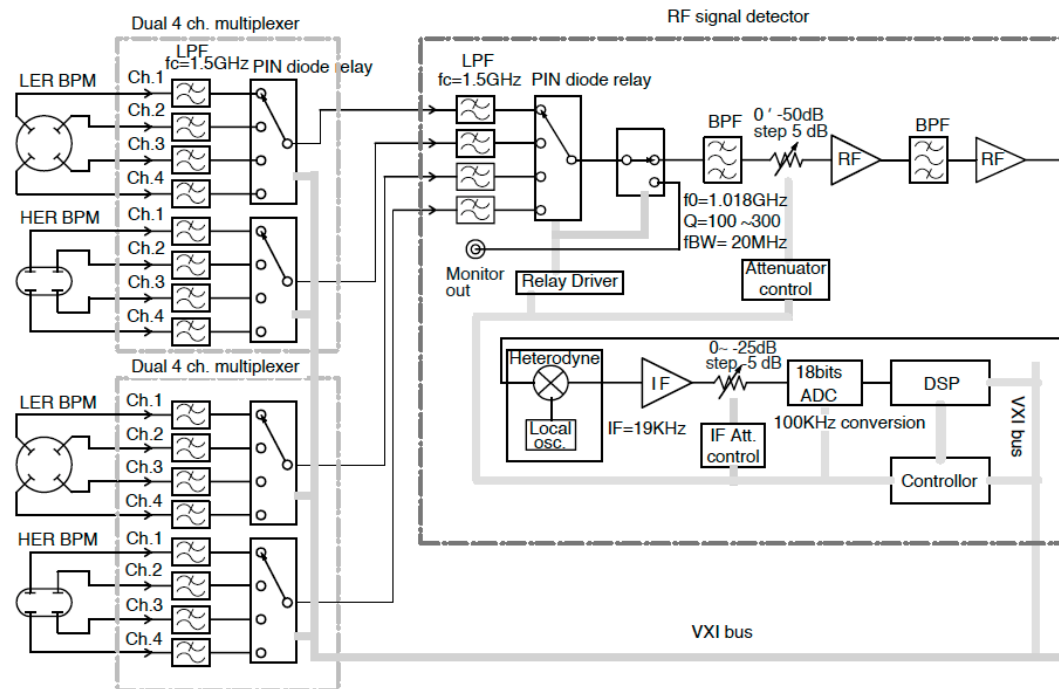 RF signal detector
Dual 4 ch. multiplexer
LPF
fc=1.5GHz
PIN diode relay
LER BPM
Ch.1
Ch.2
Ch.3
Ch.4
HER BPM
Ch.1
Ch.2
Ch.3
Ch.4
LPF
fc=1.5GHz
PIN diode relay
BPF
0 ' -50dB
step 5 dB
RF
BPF
RF
f0=1.018GHz
Q=100 ~300
fBW= 20MHz
Monitor
out
Relay Driver
Attenuator
control
Dual 4 ch. multiplexer
LER BPM
Ch.1
Ch.2
Ch.3
Ch.4
HER BPM
Ch.1
Ch.2
Ch.3
Ch.4
Heterodyne
Local
osc.
IF
IF=19KHz
0~ -25dB
step -5 dB
18bits
ADC
100KHz conversion
DSP
IF Att.
control
Controllor
VXI bus
VXI bus